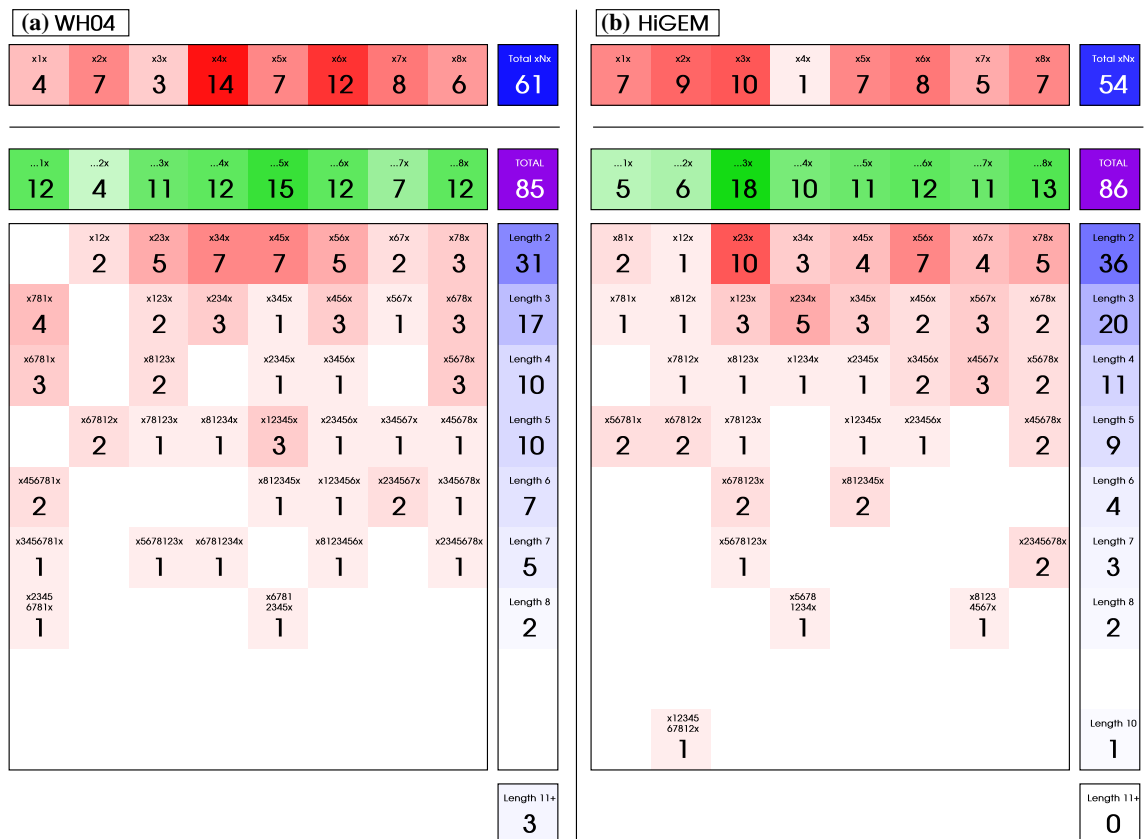 (a) WH04
x1x x2x x3x x4x x5x x6x x7x x8x Total xNx
4 7 3 14 7 12 8 6 61
...1x ...2x ...3x ...4x ...5x ...6x ...7x ...8x TOTAL
12 4 11 12 15 12 7 12 85
x12x x23x x34x x45x x56x x67x x78x Length 2
2 5 7 7 5 2 3 31
x781x x123x x234x x345x x456x x567x x678x Length 3
4 2 3 1 3 1 3 17
x6781x x8123x x2345x x3456x x5678x Length 4
3 2 1 1 3 10
x67812x x78123x x81234x x12345x x23456x x34567x x45678x Length 5
2 1 1 3 1 1 1 10
x456781x x812345x x123456x x234567x x345678x Length 6
2 1 1 2 1 7
x3456781x x5678123x x6781234x x8123456x x2345678x Length 7
1 1 1 1 1 5
x2345 x6781 Length 8
6781x 2345x
1 1 2
Length 11+
3
(b) HiGEM
x1x x2x x3x x4x x5x x6x x7x x8x Total xNx
7 9 10 1 7 8 5 7 54
...1x ...2x ...3x ...4x ...5x ...6x ...7x ...8x TOTAL
5 6 18 10 11 12 11 13 86
x81x x12x x23x x34x x45x x56x x67x x78x Length 2
2 1 10 3 4 7 4 5 36
x781x x812x x123x x234x x345x x456x x567x x678x Length 3
1 1 3 5 3 2 3 2 20
x7812x x8123x x1234x x2345x x3456x x4567x x5678x Length 4
1 1 1 1 2 3 2 11
x56781x x67812x x78123x x12345x x23456x x45678x Length 5
2 2 1 1 1 2 9
x678123x x812345x Length 6
2 2 4
x5678123x x2345678x Length 7
1 2 3
x5678 x8123 Length 8
1234x 4567x
1 1 2
x12345 Length 10
67812x
1 1
Length 11+
0